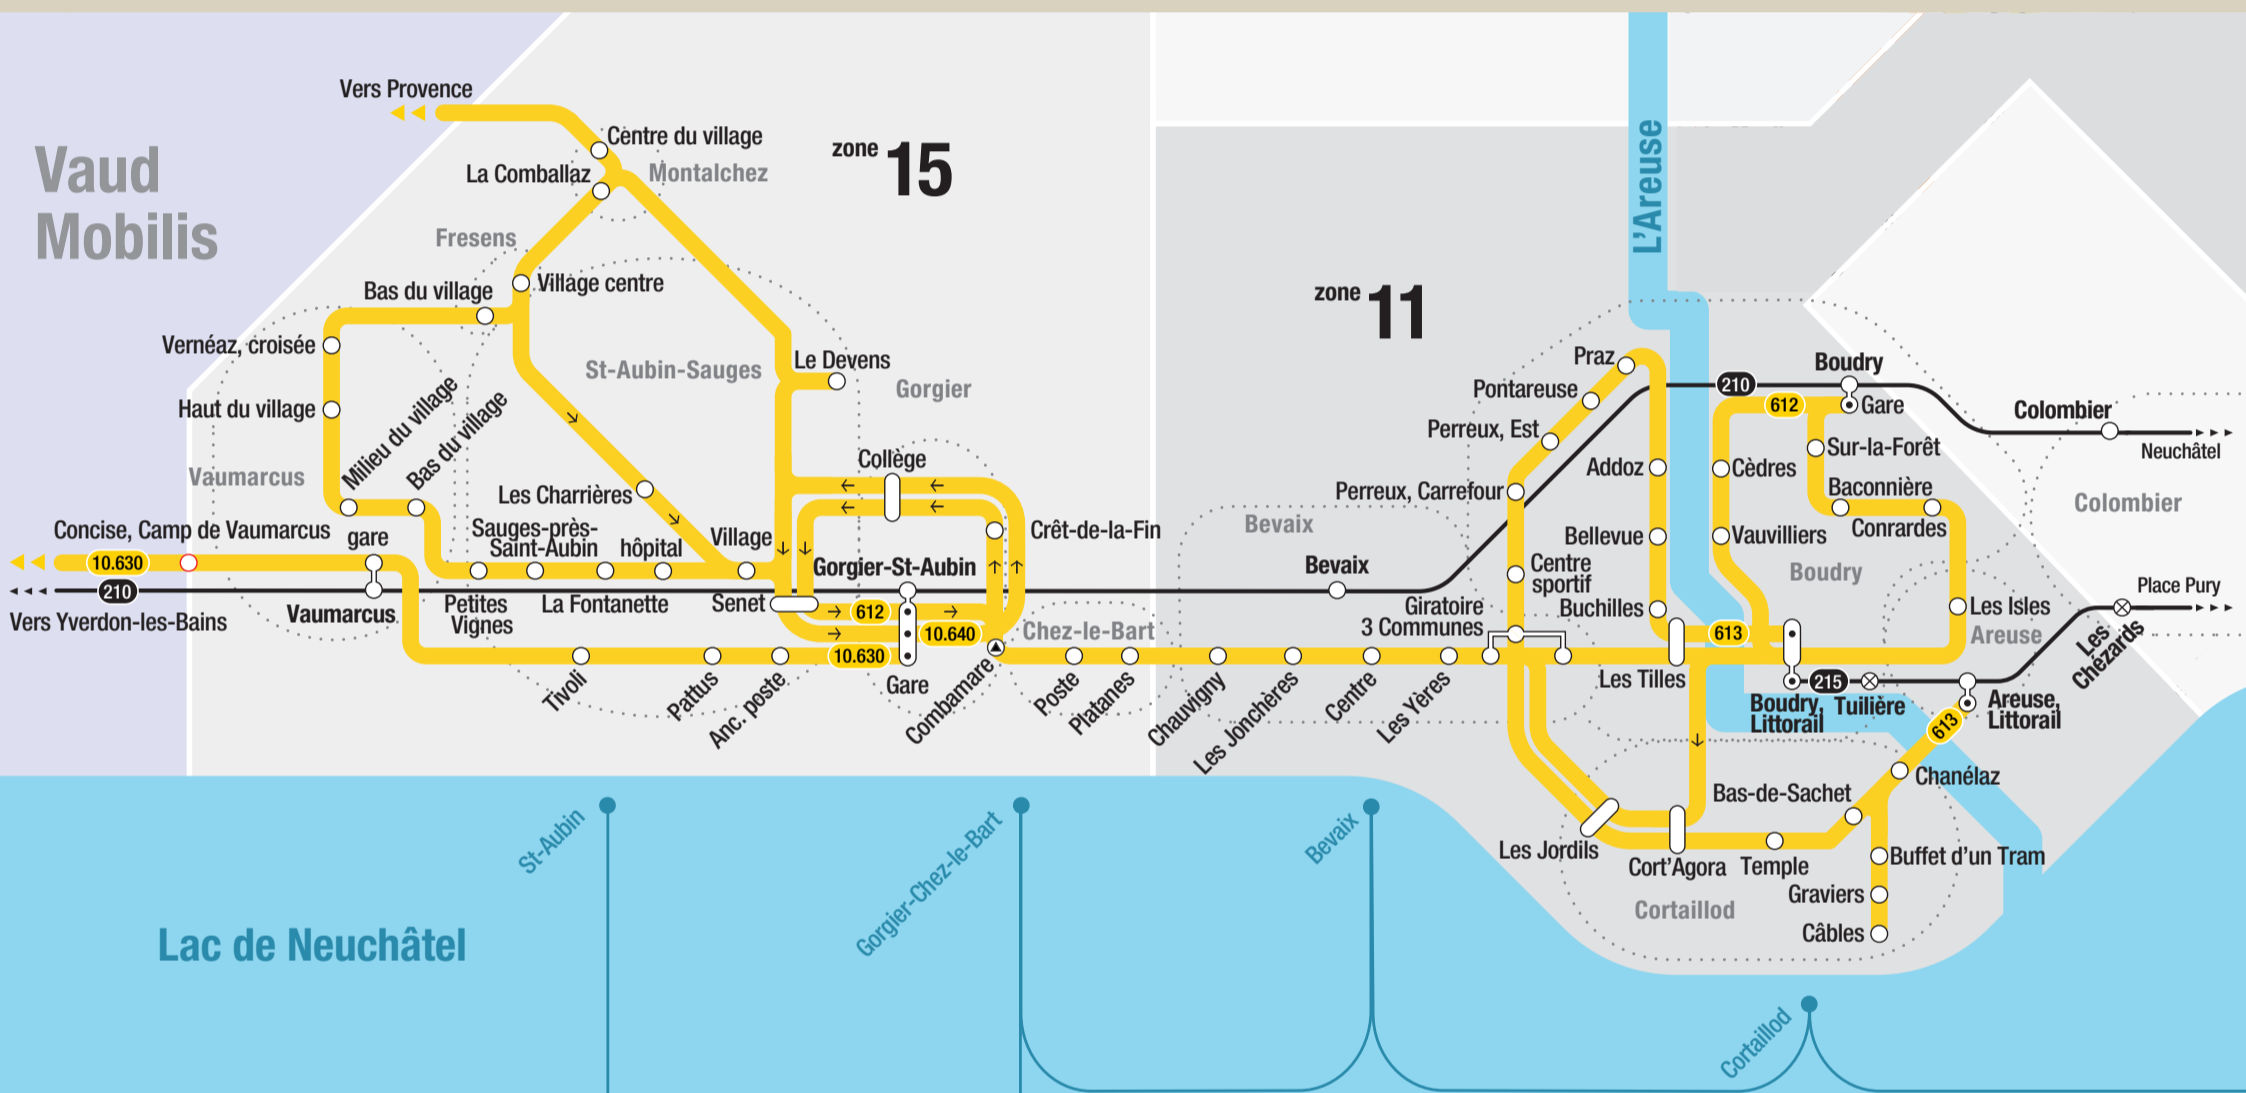 Vers Provence
Centre du village
La Comballaz
Montalchez
zone 15
Vaud
Mobilis
Fresens
Village centre
Bas du village
Vernéaz, croisée
Haut du village
Milieu du village
Bas du village
Vaumarcus
St-Aubin-Sauges
Le Devens
Gorgier
Les Charrières
Collège
Crêt-de-la-Fin
Concise, Camp de Vaumarcus
gare
Sauges-près-
Saint-Aubin
hôpital
Village
Gorgier-St-Aubin
10.630
210
Vers Yverdon-les-Bains
Vaumarcus
Petites
Vignes
La Fontanette
Senet
612
10.640
10.630
Chez-le-Bart
Tivoli
Pattus
Anc. poste
Gare
Combamare
Poste
Platanes
Chauvigny
Les Jonchères
Centre
Les Yères
zone 11
L'Areuse
Praz
Pontareuse
Perreux, Est
Perreux, Carrefour
Bevaix
Bevaix
Addoz
Bellevue
Centre
sportif
Buchilles
Giratoire
3 Communes
210
Boudry
612
Gare
Sur-la-Forêt
Cèdres
Baconnière
Conrardes
Vauvilliers
Boudry
Les Isles
Areuse
Colombier
Neuchâtel
Colombier
Place Pury
Les
Chézards
613
Les Tilles
215
Boudry,
Littorail
Tuilière
Areuse,
Littorail
613
Chanélaz
Bas-de-Sachet
Les Jordils
Cort'Agora
Temple
Buffet d'un Tram
Graviers
Câbles
Cortaillod
St-Aubin
Gorgier-Chez-le-Bart
Bevaix
Cortaillod
Lac de Neuchâtel